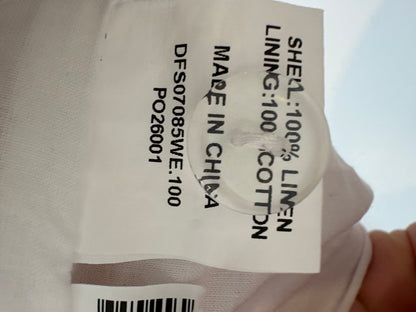 SHELL:100% LINEN
LINING:100%COTTON
MADE IN CHINA
DFS07085WE.100
PO26001